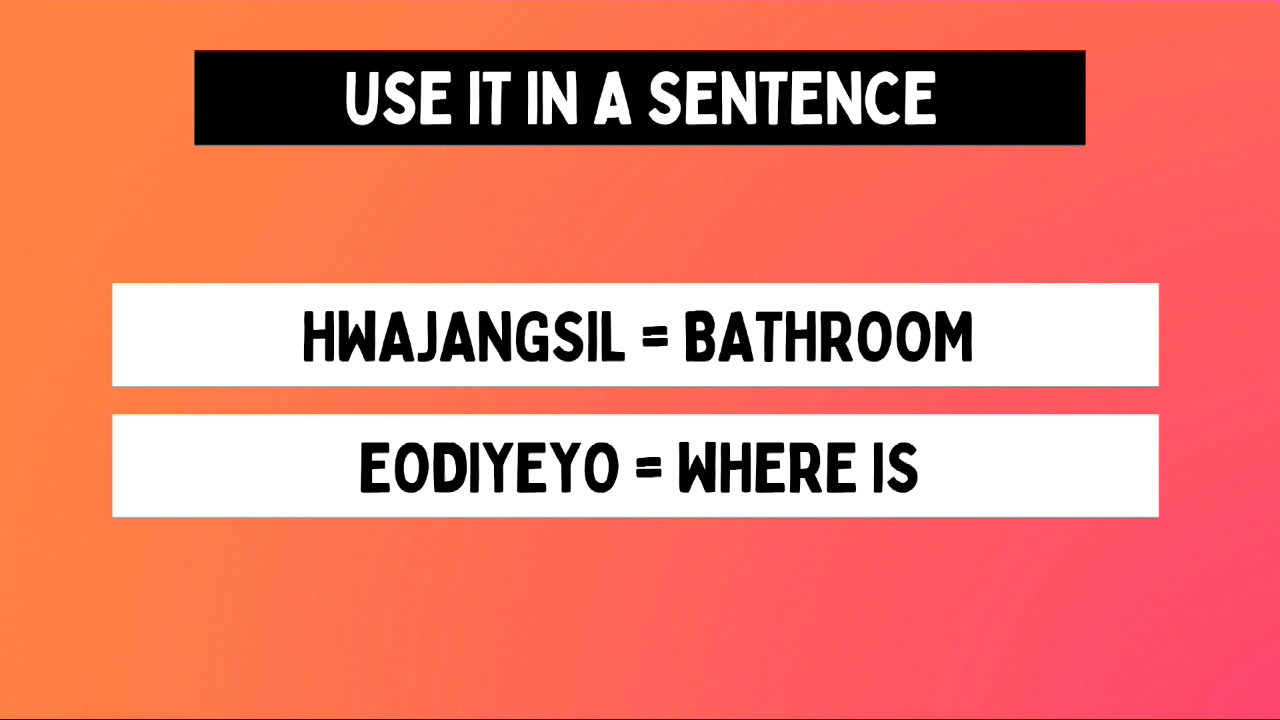 USE IT IN A SENTENCE
HWAJANGSIL = BATHROOM
EODIYEYO = WHERE IS